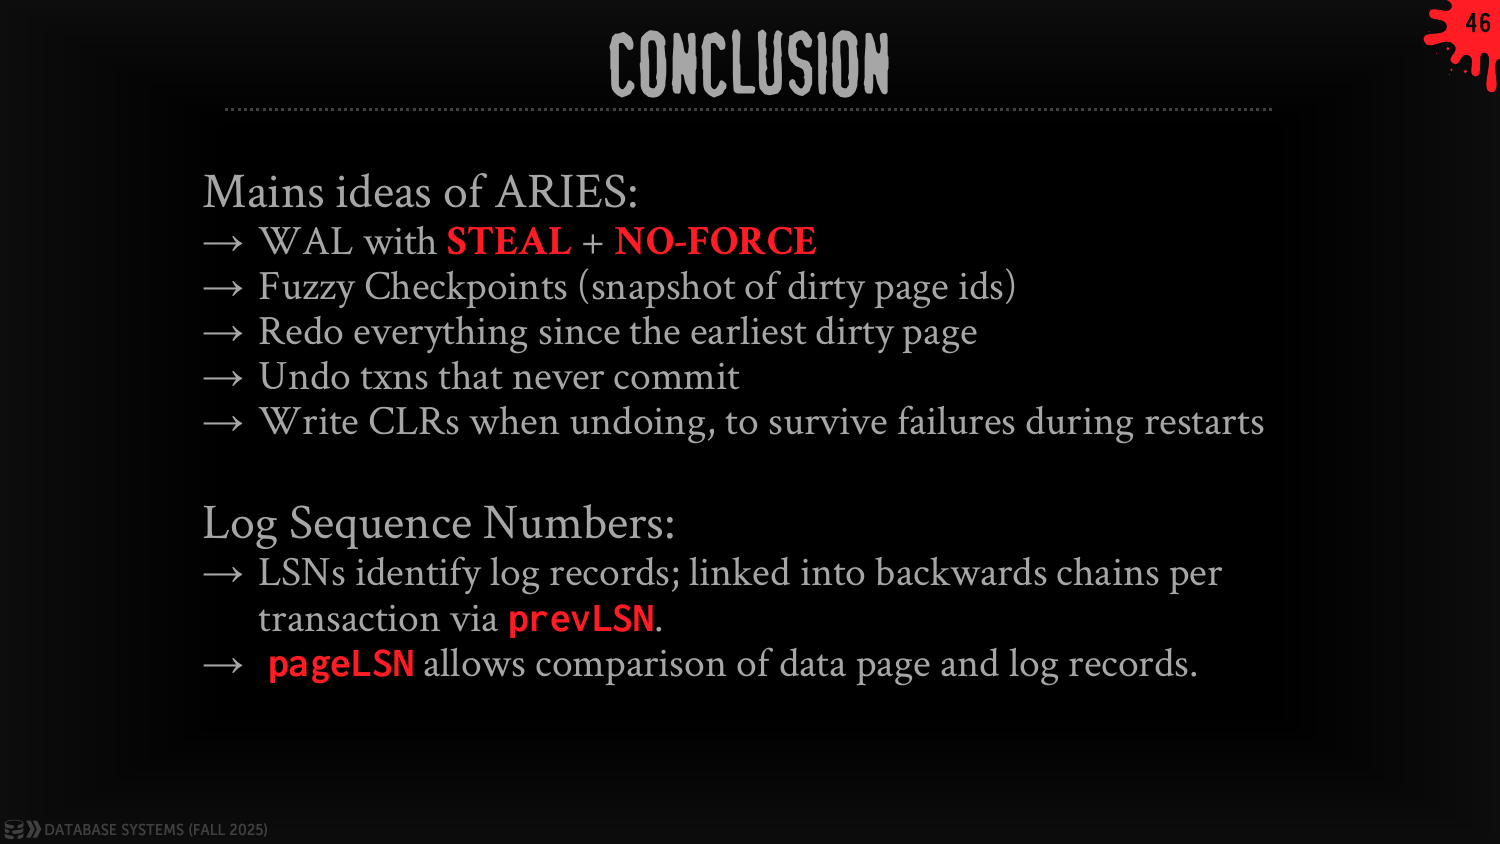 CONCLUSION
46
Mains ideas of ARIES:
→ WAL with STEAL + NO-FORCE
→ Fuzzy Checkpoints (snapshot of dirty page ids)
→ Redo everything since the earliest dirty page
→ Undo txns that never commit
→ Write CLRs when undoing, to survive failures during restarts
Log Sequence Numbers:
→ LSNs identify log records; linked into backwards chains per
transaction via prevLSN.
→ pageLSN allows comparison of data page and log records.
DATABASE SYSTEMS (FALL 2025)